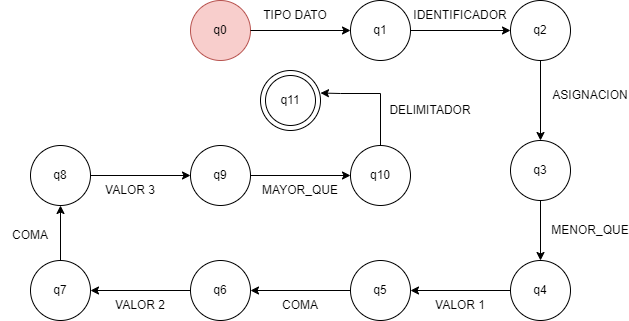 q0
TIPO DATO
q1
IDENTIFICADOR
q2
ASIGNACION
q3
MENOR_QUE
q4
VALOR 1
q5
COMA
q6
VALOR 2
q7
COMA
q8
VALOR 3
q9
MAYOR_QUE
q10
DELIMITADOR
q11